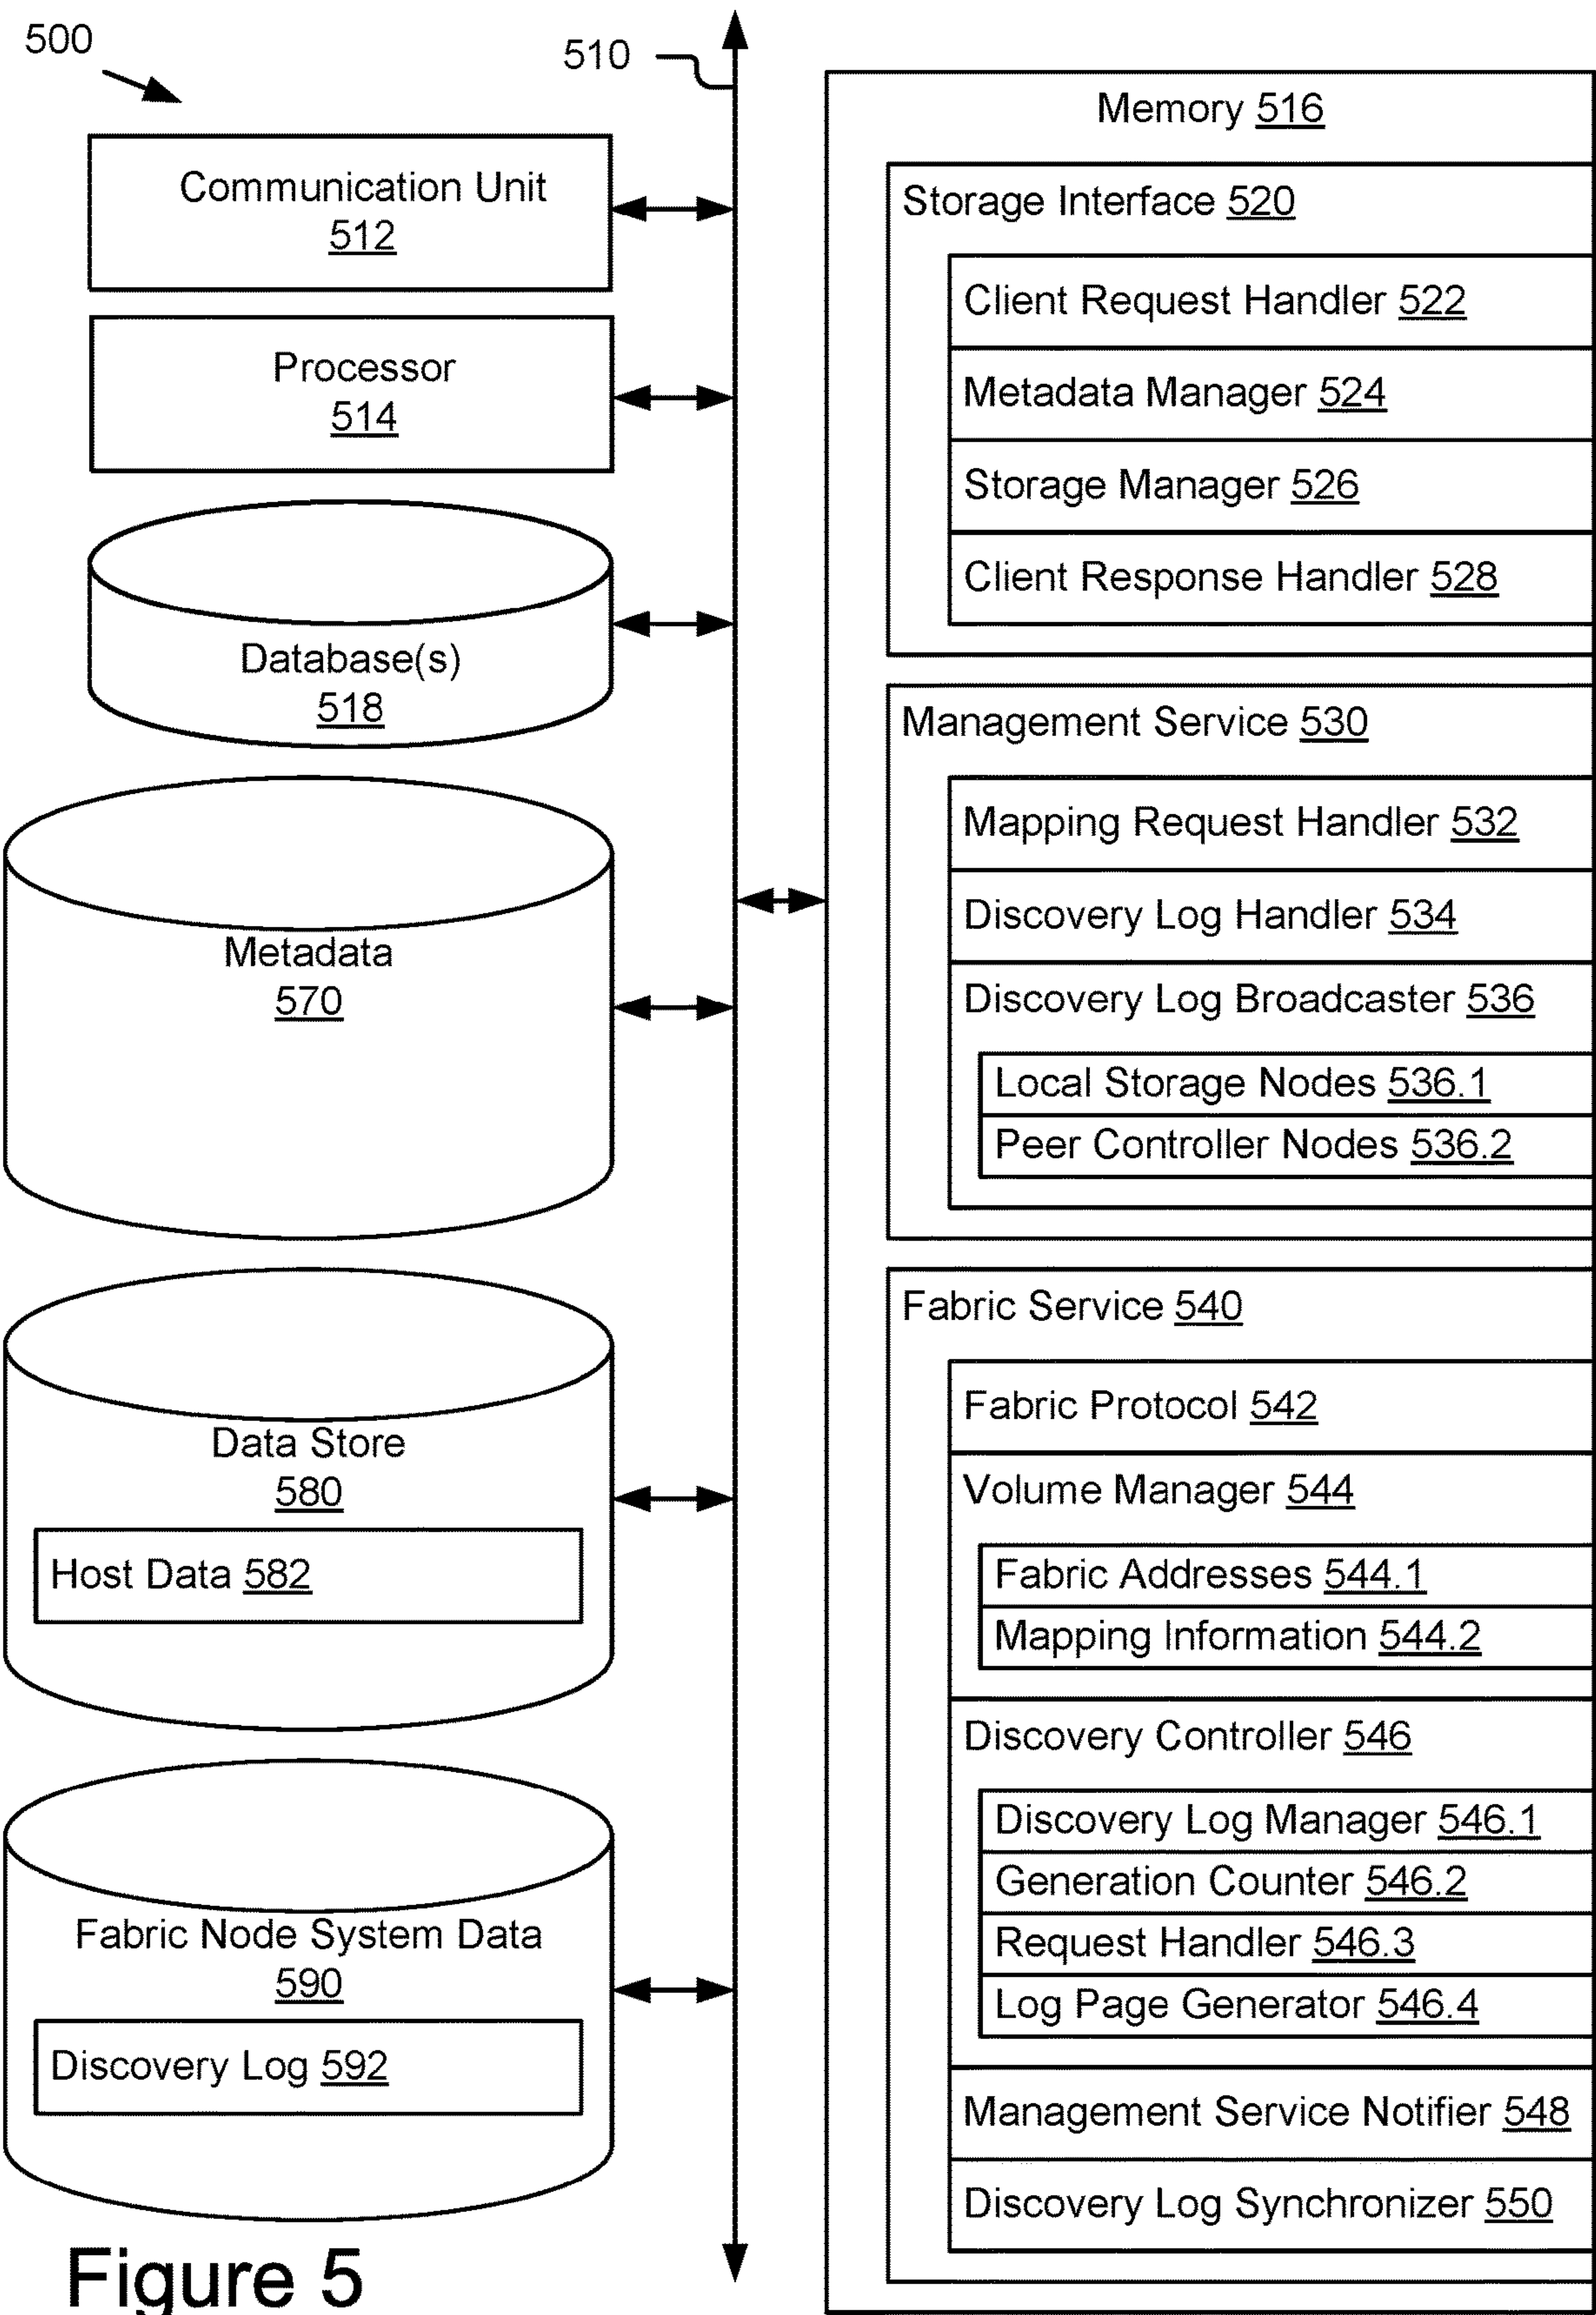 500
510
Communication Unit
512
Processor
514
Database(s)
518
Metadata
570
Data Store
580
Host Data 582
Fabric Node System Data
590
Discovery Log 592
Figure 5
Memory 516
Storage Interface 520
Client Request Handler 522
Metadata Manager 524
Storage Manager 526
Client Response Handler 528
Management Service 530
Mapping Request Handler 532
Discovery Log Handler 534
Discovery Log Broadcaster 536
Local Storage Nodes 536.1
Peer Controller Nodes 536.2
Fabric Service 540
Fabric Protocol 542
Volume Manager 544
Fabric Addresses 544.1
Mapping Information 544.2
Discovery Controller 546
Discovery Log Manager 546.1
Generation Counter 546.2
Request Handler 546.3
Log Page Generator 546.4
Management Service Notifier 548
Discovery Log Synchronizer 550